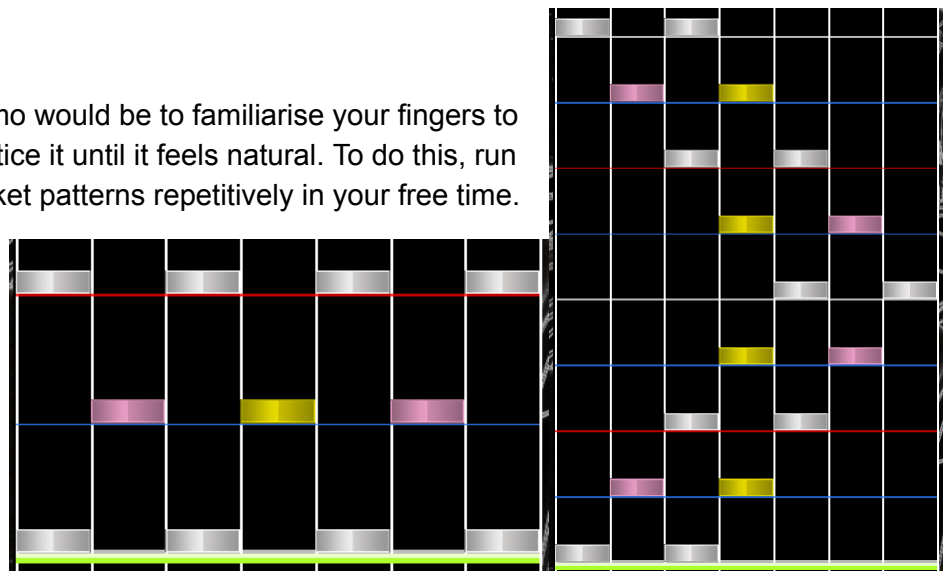 no would be to familiarise your fingers to
tice it until it feels natural. To do this, run
ket patterns repetitively in your free time.